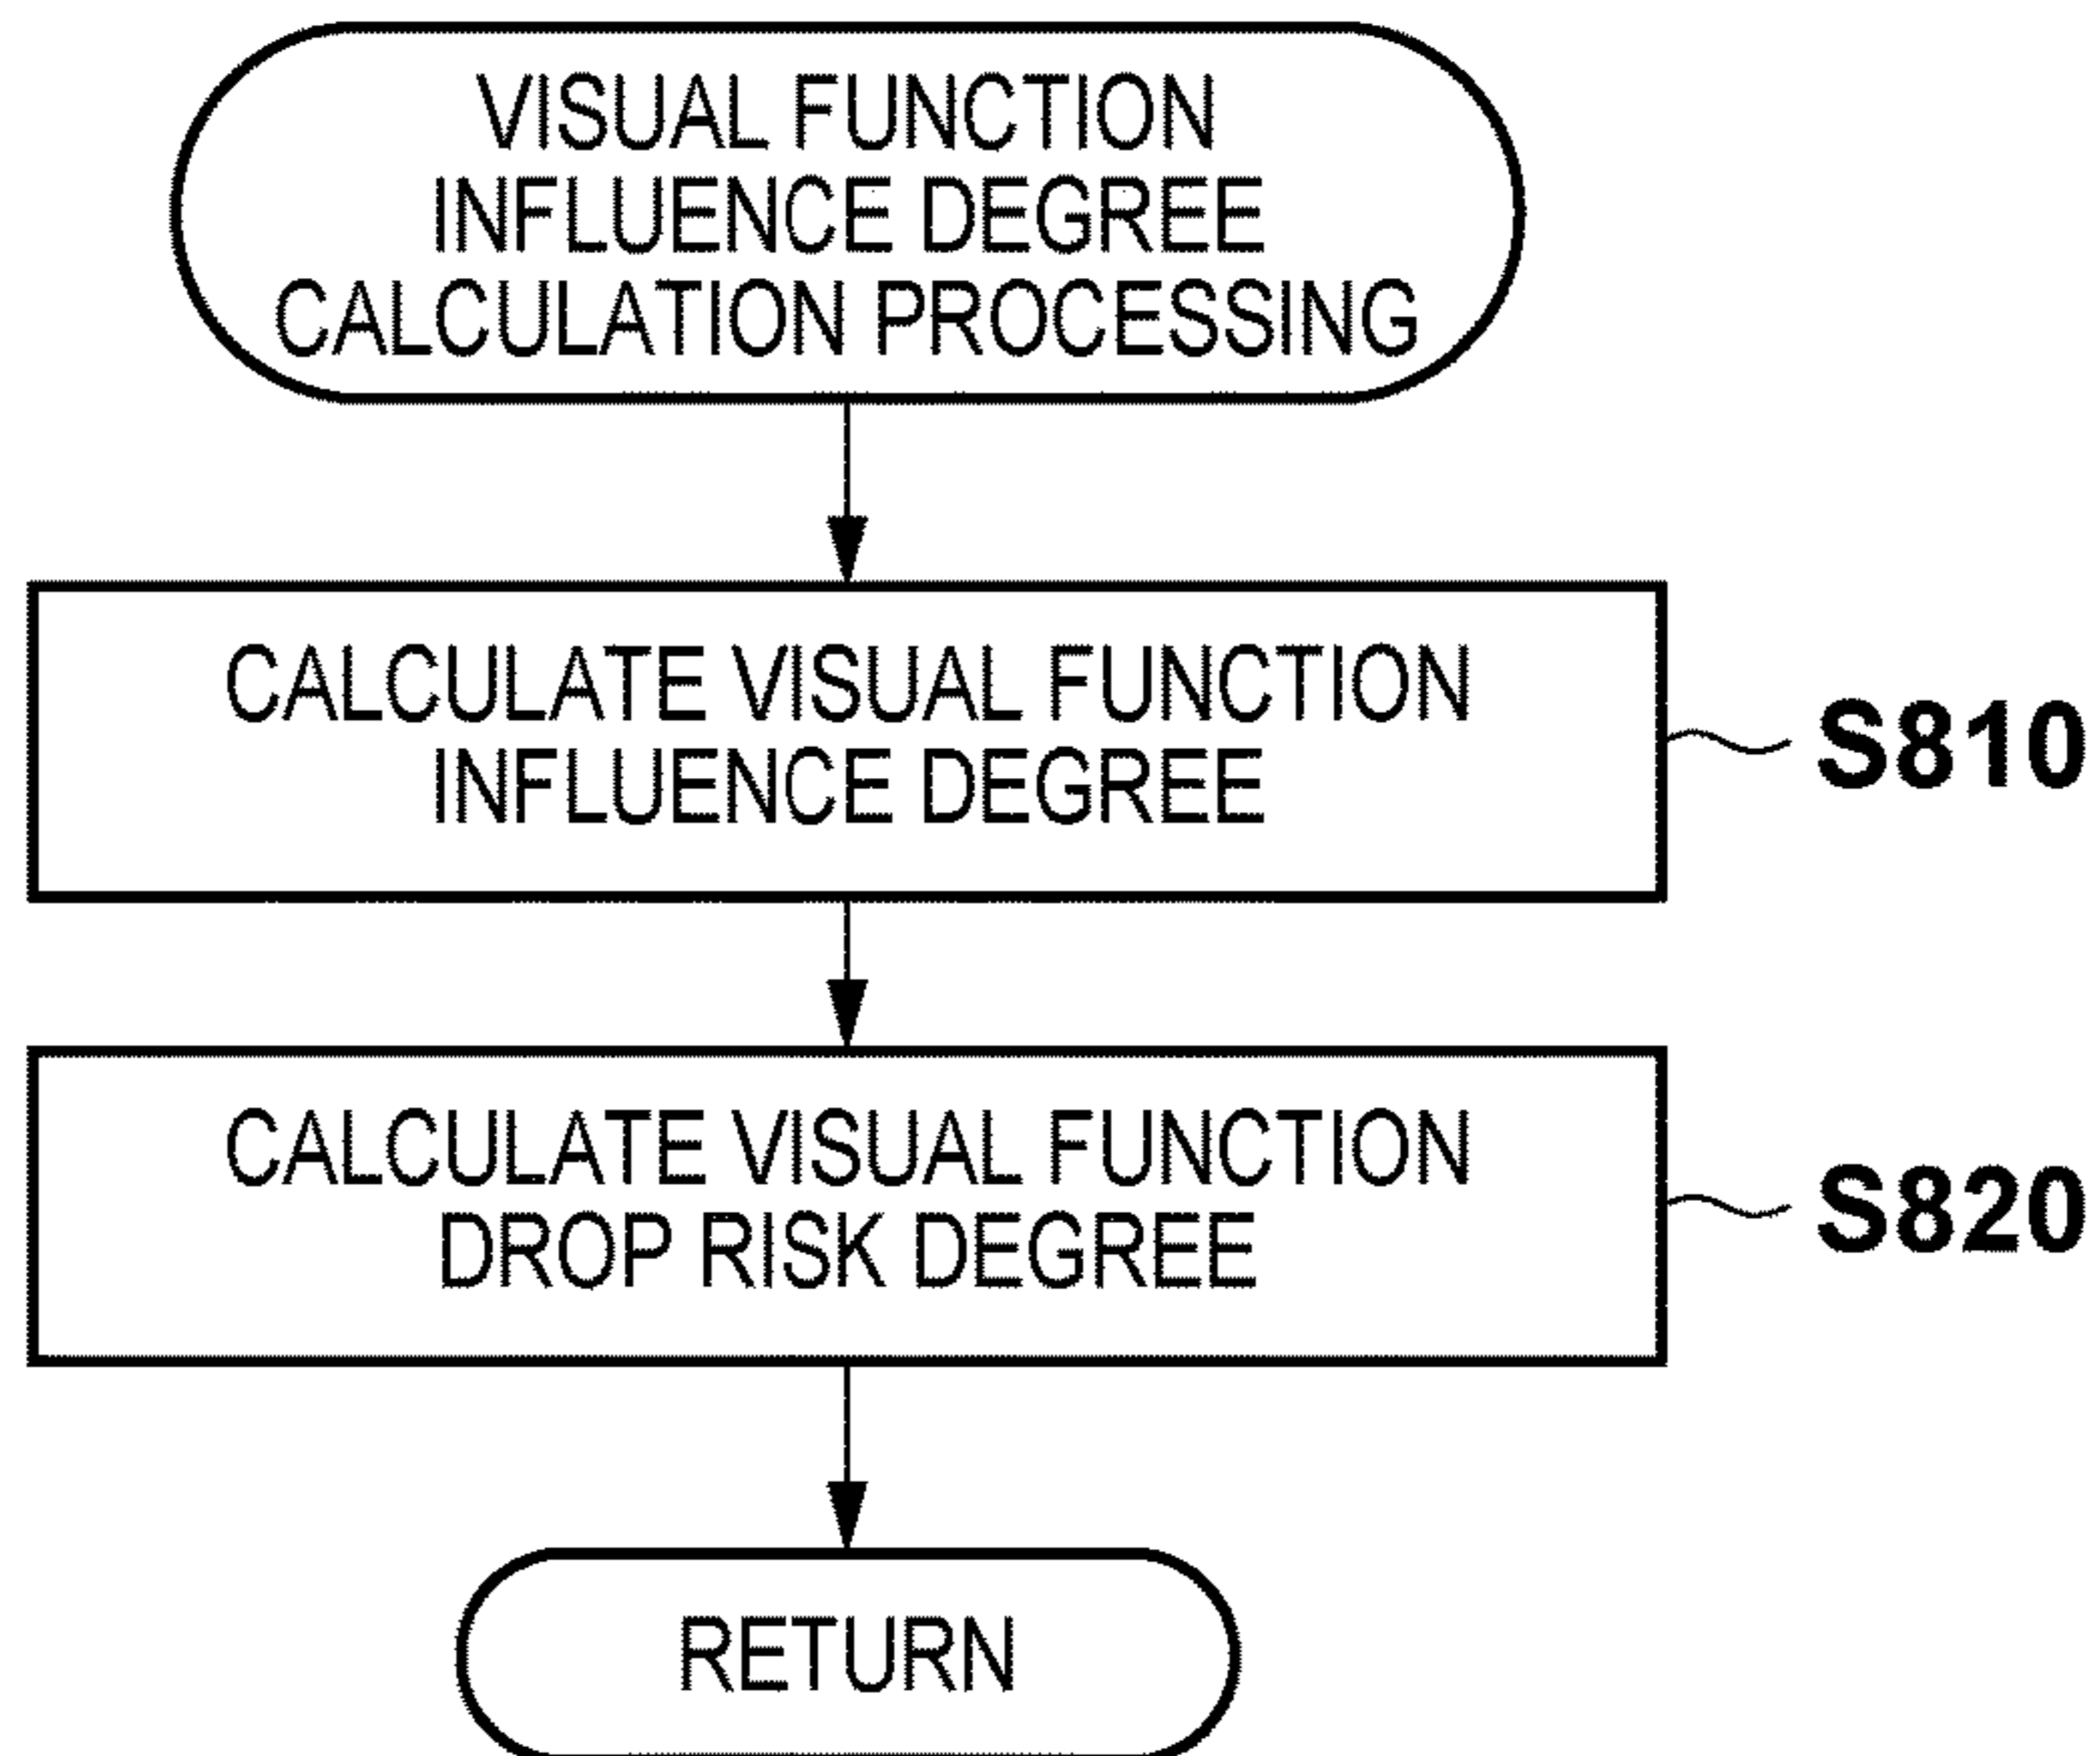 VISUAL FUNCTION
INFLUENCE DEGREE
CALCULATION PROCESSING
CALCULATE VISUAL FUNCTION
INFLUENCE DEGREE
S810
CALCULATE VISUAL FUNCTION
DROP RISK DEGREE
S820
RETURN